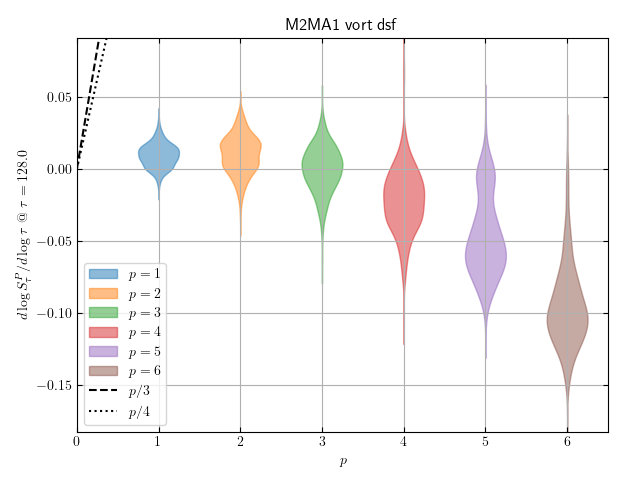 M2MA1 vort dsf
d log S_τ^P / d log τ @ τ = 128.0
0.05
0.00
−0.05
−0.10
−0.15
p = 1
p = 2
p = 3
p = 4
p = 5
p = 6
p/3
p/4
0 1 2 3 4 5 6
p